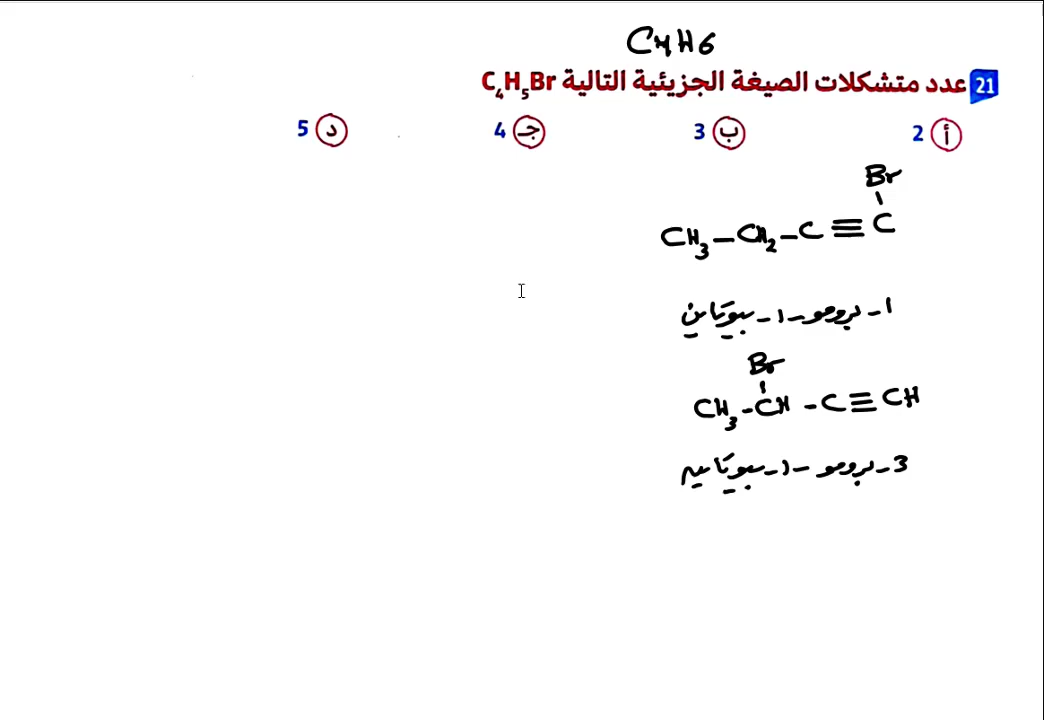 C4H6
21 عدد متشكلات الصيغة الجزيئية التالية C₄H₅Br
أ 2 ب 3 جـ 4 د 5
Br
CH₃-CH₂-C≡C
1-برومو-1-بيوتاين
Br
CH₃-CH-C≡CH
3-برومو-1-بيوتاين